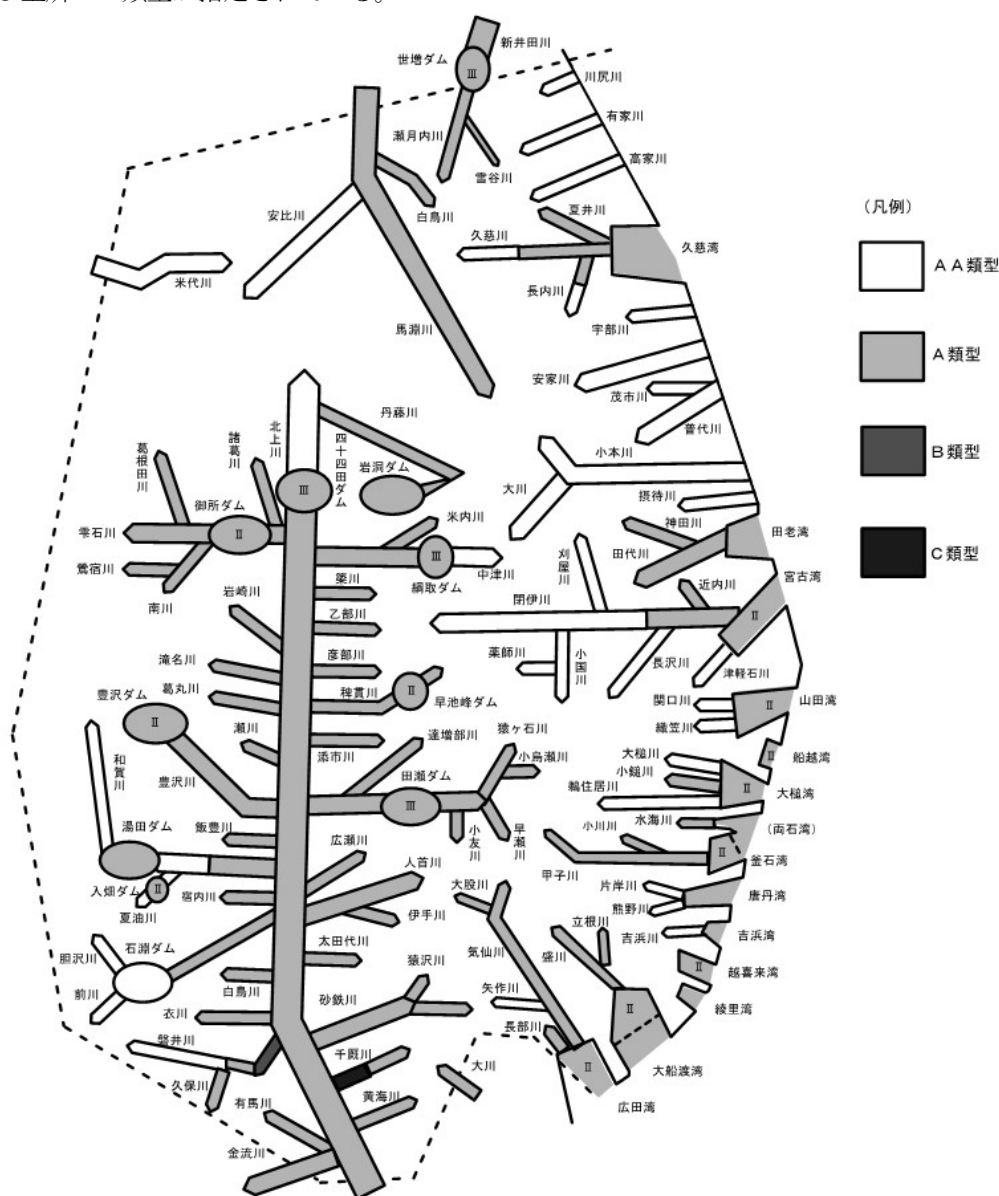 新井田川
世増ダム
III
川尻川
瀬月内川
有家川
雪谷川
高家川
白鳥川
安比川
夏井川
久慈川
久慈湾
米代川
長内川
馬淵川
宇部川
安家川
茂市川
普代川
(凡例)
AA類型
A類型
B類型
C類型
丹藤川
北上川
四十四田ダム
岩洞ダム
III
諸葛川
葛根田川
御所ダム
II
雫石川
鶯宿川
南川
米内川
III
綱取ダム
中津川
小本川
大川
摂待川
神田川
田代川
田老湾
刈屋川
近内川
宮古湾
II
閉伊川
薬師川
小国川
長沢川
津軽石川
簗川
岩崎川
乙部川
滝名川
彦部川
葛丸川
稗貫川
II
早池峰ダム
豊沢ダム
II
瀬川
添市川
達増部川
猿ヶ石川
小烏瀬川
豊沢川
田瀬ダム
III
小友川
早瀬川
和賀川
湯田ダム
飯豊川
入畑ダム
II
夏油川
宿内川
広瀬川
人首川
伊手川
関口川
織笠川
II
山田湾
船越湾
II
大槌川
小鎚川
鵜住居川
II
大槌湾
水海川
(両石湾)
小川川
甲子川
II
釜石湾
片岸川
熊野川
唐丹湾
吉浜川
吉浜湾
II
越喜来湾
綾里湾
大股川
気仙川
立根川
盛川
矢作川
長部川
II
大船渡湾
II
広田湾
石淵ダム
胆沢川
前川
太田代川
白鳥川
猿沢川
砂鉄川
衣川
磐井川
久保川
千厩川
大川
有馬川
黄海川
金流川